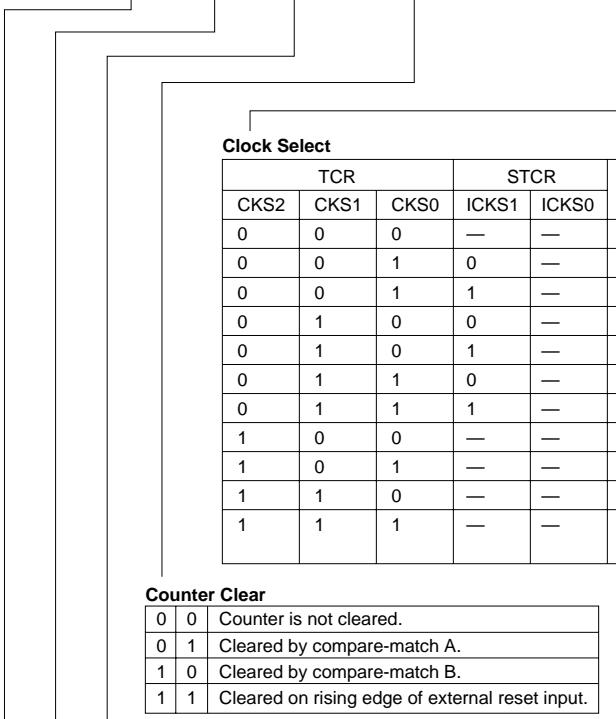 Clock Select
TCR STCR
CKS2 CKS1 CKS0 ICKS1 ICKS0
0 0 0 — —
0 0 1 0 —
0 0 1 1 —
0 1 0 0 —
0 1 0 1 —
0 1 1 0 —
0 1 1 1 —
1 0 0 — —
1 0 1 — —
1 1 0 — —
1 1 1 — —
Counter Clear
0 0 Counter is not cleared.
0 1 Cleared by compare-match A.
1 0 Cleared by compare-match B.
1 1 Cleared on rising edge of external reset input.